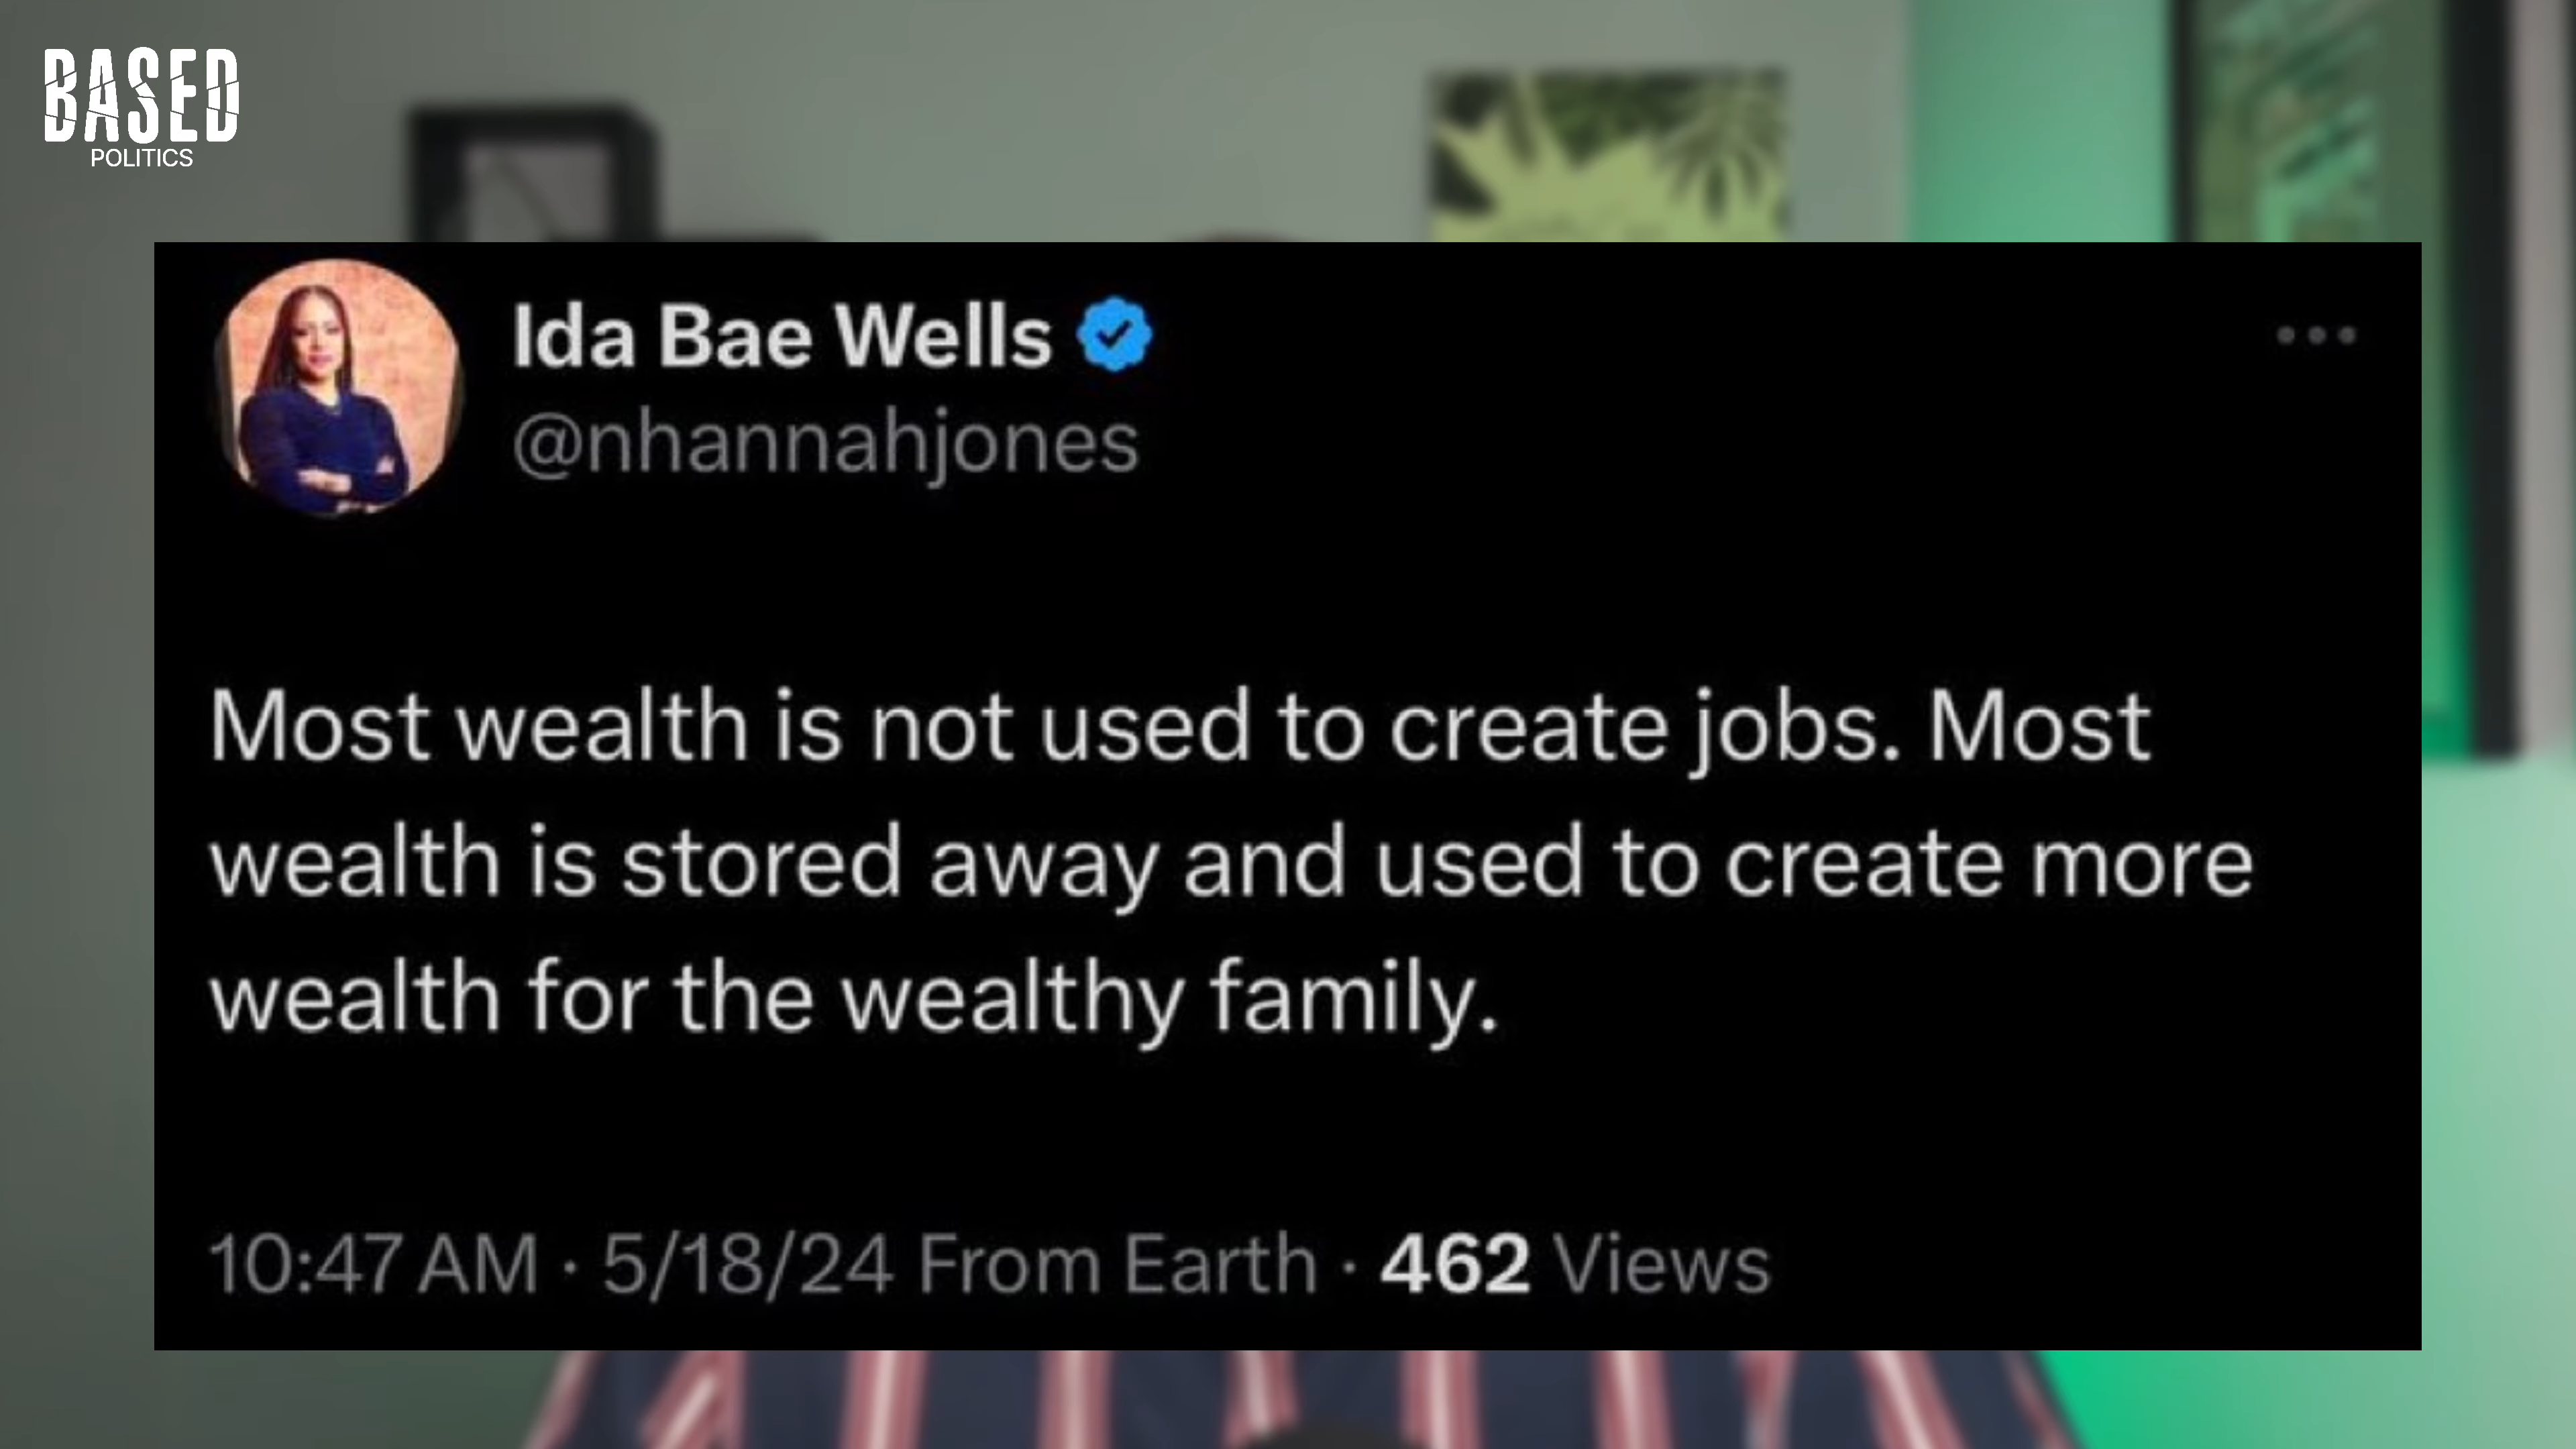 BASED
POLITICS
Ida Bae Wells
@nhannahjones
Most wealth is not used to create jobs. Most
wealth is stored away and used to create more
wealth for the wealthy family.
10:47 AM · 5/18/24 From Earth · 462 Views